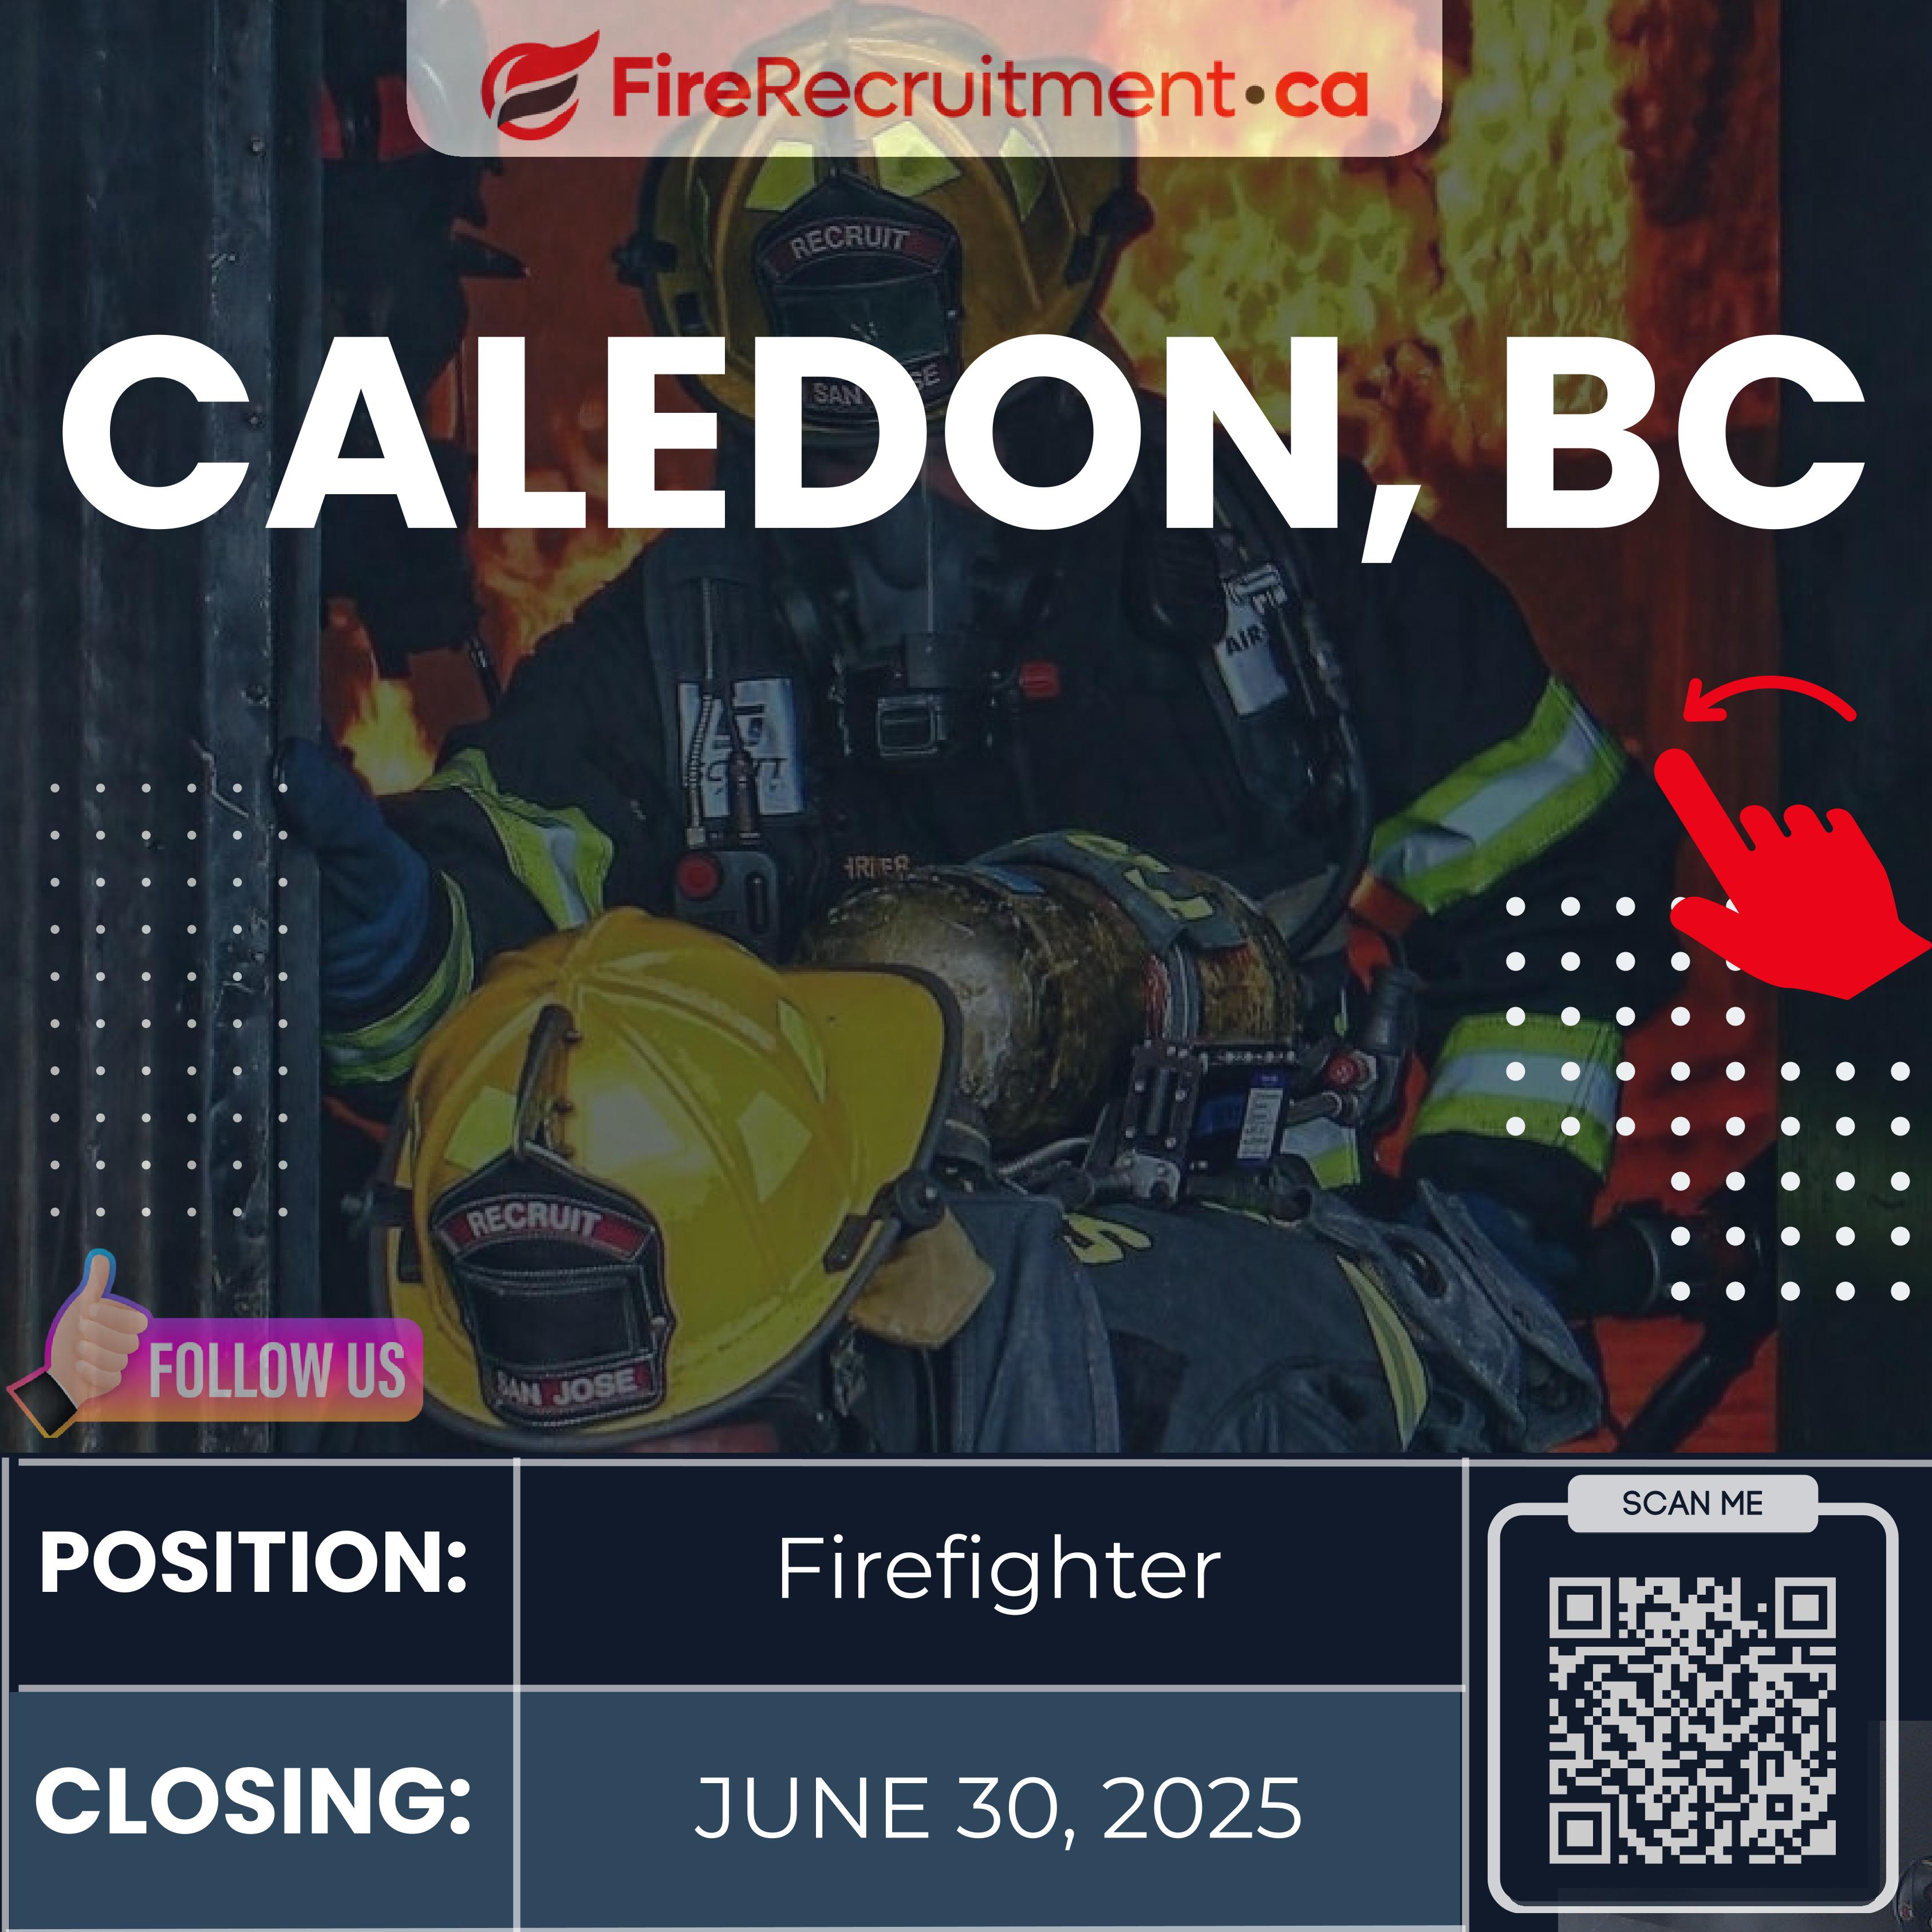 FireRecruitment.ca
RECRUIT
SAN
CALEDON, BC
AIR
RECRUIT
SAN JOSE
FOLLOW US
POSITION:
Firefighter
SCAN ME
CLOSING:
JUNE 30, 2025